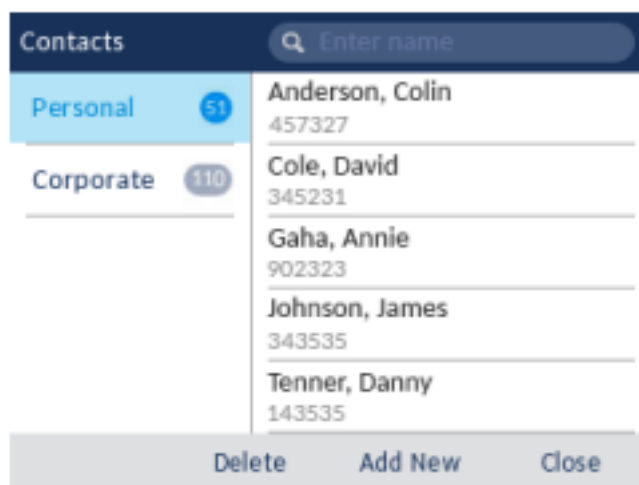 Contacts
Enter name
Personal 51
Corporate 110
Anderson, Colin
457327
Cole, David
345231
Gaha, Annie
902323
Johnson, James
343535
Tenner, Danny
143535
Delete Add New Close